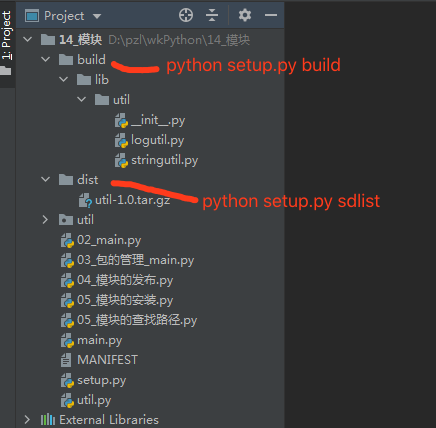 1: Project
Project
14_模块 D:\pzl\wkPython\14_模块
build
python setup.py build
lib
util
__init__.py
logutil.py
stringutil.py
dist
util-1.0.tar.gz
python setup.py sdlist
util
02_main.py
03_包的管理_main.py
04_模块的发布.py
05_模块的安装.py
05_模块的查找路径.py
main.py
MANIFEST
setup.py
util.py
External Libraries